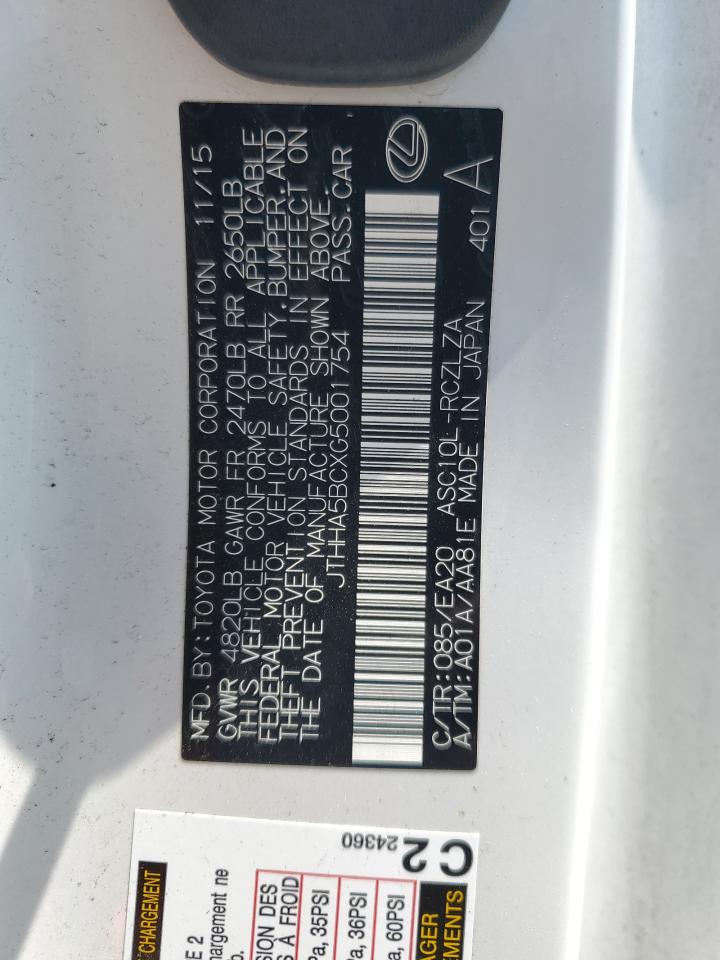 MFD. BY: TOYOTA MOTOR CORPORATION 11/15
GVWR 4820LB GAWR FR 2470LB RR 2650LB
THIS VEHICLE CONFORMS TO ALL APPLICABLE
FEDERAL MOTOR VEHICLE SAFETY, BUMPER, AND
THEFT PREVENTION STANDARDS IN EFFECT ON
THE DATE OF MANUFACTURE SHOWN ABOVE.
JTHHA5BCXG5001754 PASS. CAR
C/TR: 085/EA20 ASC10L-RCZLZA
A/TM: A01A/AA81E MADE IN JAPAN 401 A
C2
24360
CHARGEMENT
E 2
hargement ne
b.
SION DES
S À FROID
Pa, 35PSI
Pa, 36PSI
a, 60PSI
AGER
EMENTS